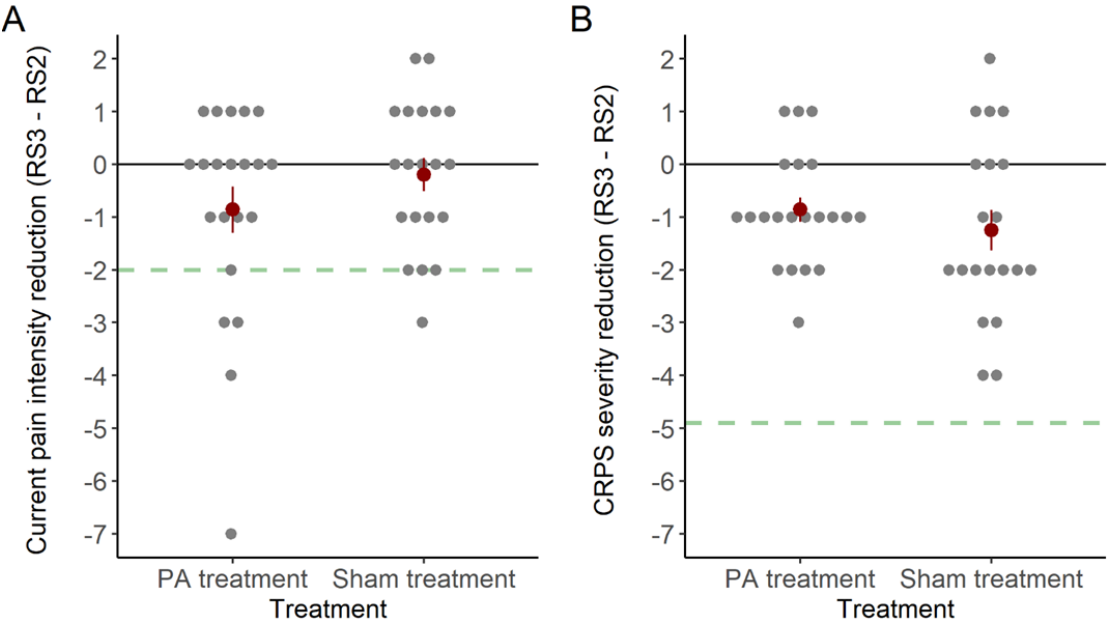 A
Current pain intensity reduction (RS3 - RS2)
2
1
0
-1
-2
-3
-4
-5
-6
-7
PA treatment
Sham treatment
Treatment
B
CRPS severity reduction (RS3 - RS2)
2
1
0
-1
-2
-3
-4
-5
-6
-7
PA treatment
Sham treatment
Treatment